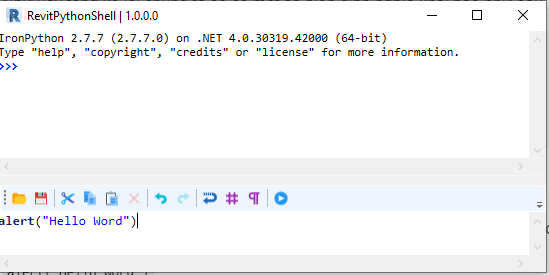 RevitPythonShell | 1.0.0.0
IronPython 2.7.7 (2.7.7.0) on .NET 4.0.30319.42000 (64-bit)
Type "help", "copyright", "credits" or "license" for more information.
>>>
alert("Hello Word")